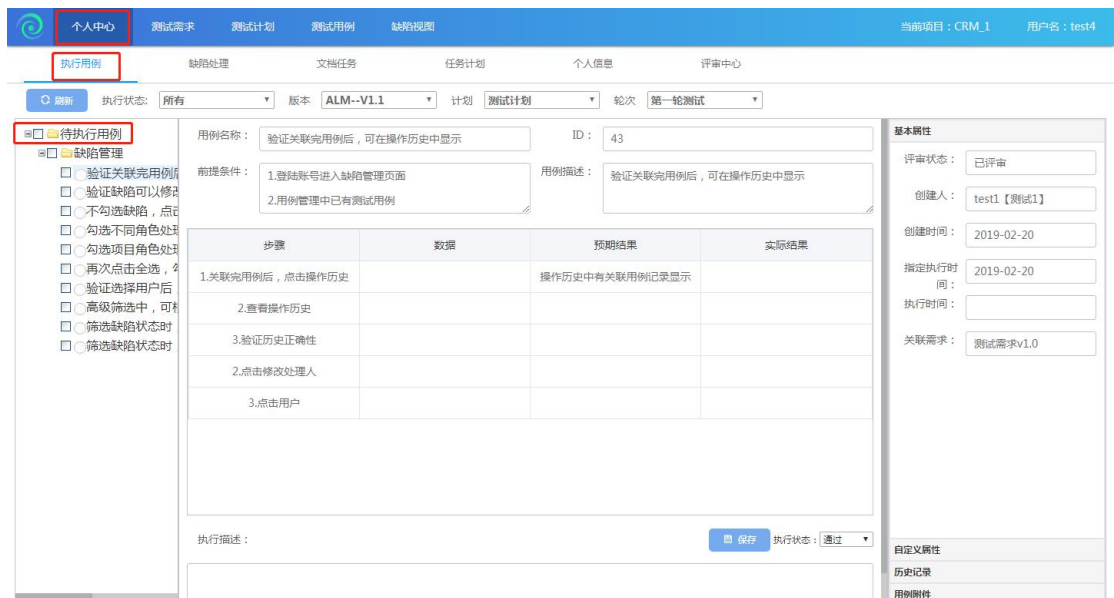 个人中心 测试需求 测试计划 测试用例 缺陷视图 当前项目：CRM_1 用户名：test4
执行用例 缺陷处理 文档任务 任务计划 个人信息 评审中心
刷新 执行状态: 所有 版本 ALM--V1.1 计划 测试计划 轮次 第一轮测试
待执行用例
缺陷管理
验证关联完用例后
验证缺陷可以修改
不勾选缺陷，点击
勾选不同角色处理
勾选项目角色处理
再次点击全选，勾
验证选择用户后
高级筛选中，可根
筛选缺陷状态时
筛选缺陷状态时
用例名称： 验证关联完用例后，可在操作历史中显示 ID： 43
前提条件： 1.登陆账号进入缺陷管理页面
2.用例管理中已有测试用例
用例描述： 验证关联完用例后，可在操作历史中显示
步骤 数据 预期结果 实际结果
1.关联完用例后，点击操作历史 操作历史中有关联用例记录显示
2.查看操作历史
3.验证历史正确性
2.点击修改处理人
3.点击用户
执行描述： 保存 执行状态：通过
基本属性
评审状态： 已评审
创建人： test1【测试1】
创建时间： 2019-02-20
指定执行时间： 2019-02-20
执行时间：
关联需求： 测试需求v1.0
自定义属性
历史记录
用例附件